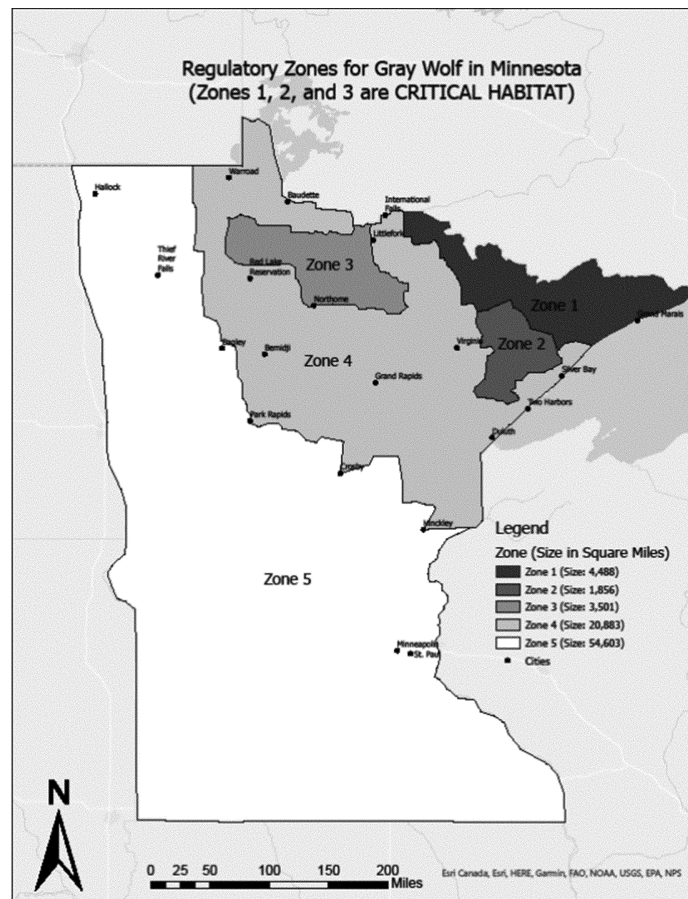 Regulatory Zones for Gray Wolf in Minnesota
(Zones 1, 2, and 3 are CRITICAL HABITAT)
Hallock
Warroad
Baudette
International
Falls
Littlefork
Thief
River
Falls
Red Lake
Reservation
Zone 3
Northome
Zone 1
Grand Marais
Bagley
Bemidji
Zone 4
Virginia
Zone 2
Grand Rapids
Silver Bay
Two Harbors
Park Rapids
Duluth
Crosby
Hinckley
Zone 5
Minneapolis
St. Paul
Legend
Zone (Size in Square Miles)
Zone 1 (Size: 4,488)
Zone 2 (Size: 1,856)
Zone 3 (Size: 3,501)
Zone 4 (Size: 20,883)
Zone 5 (Size: 54,603)
Cities
N
0 25 50 100 150 200
Miles
Esri Canada, Esri, HERE, Garmin, FAO, NOAA, USGS, EPA, NPS